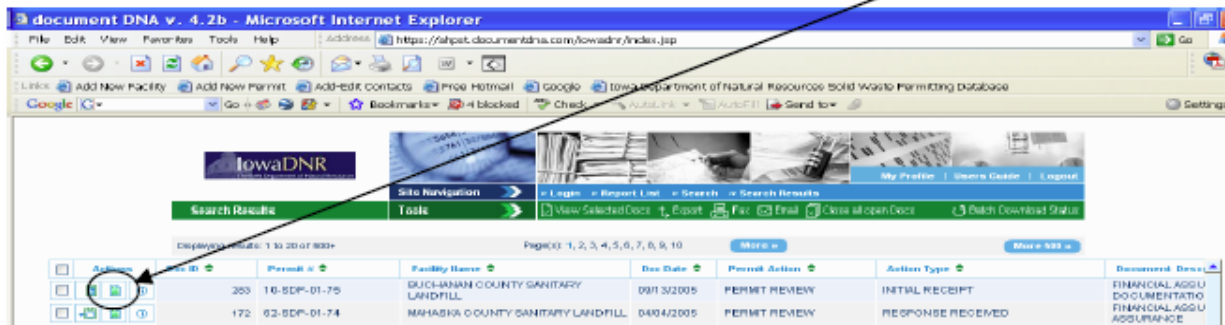 document DNA v. 4.2b - Microsoft Internet Explorer
File Edit View Favorites Tools Help Address https://ahpst.documentdna.com/iowadnr/index.jsp Go
Links Add New Facility Add New Permit Add-Edit Contacts Free Hotmail Google Iowa Department of Natural Resources Solid Waste Permitting Database
Google G Go Bookmarks 4 blocked Check AutoLink AutoFill Send to Settings
IowaDNR
My Profile | Users Guide | Logout
Site Navigation » Login » Report List » Search » Search Results
Search Results Tools View Selected Docs Export Fax Email Close all open Docs Batch Download Status
Displaying results: 1 to 20 of 500+ Page(s): 1, 2, 3, 4, 5, 6, 7, 8, 9, 10 More » More 500 »
Actions ID Permit # Facility Name Doc Date Permit Action Action Type Document Desc
263 10-SDP-01-75 BUCHANAN COUNTY SANITARY LANDFILL 09/13/2005 PERMIT REVIEW INITIAL RECEIPT FINANCIAL ASSU DOCUMENTATIO
172 62-SDP-01-74 MAHASKA COUNTY SANITARY LANDFILL 04/04/2005 PERMIT REVIEW RESPONSE RECEIVED FINANCIAL ASSU ASSURANCE